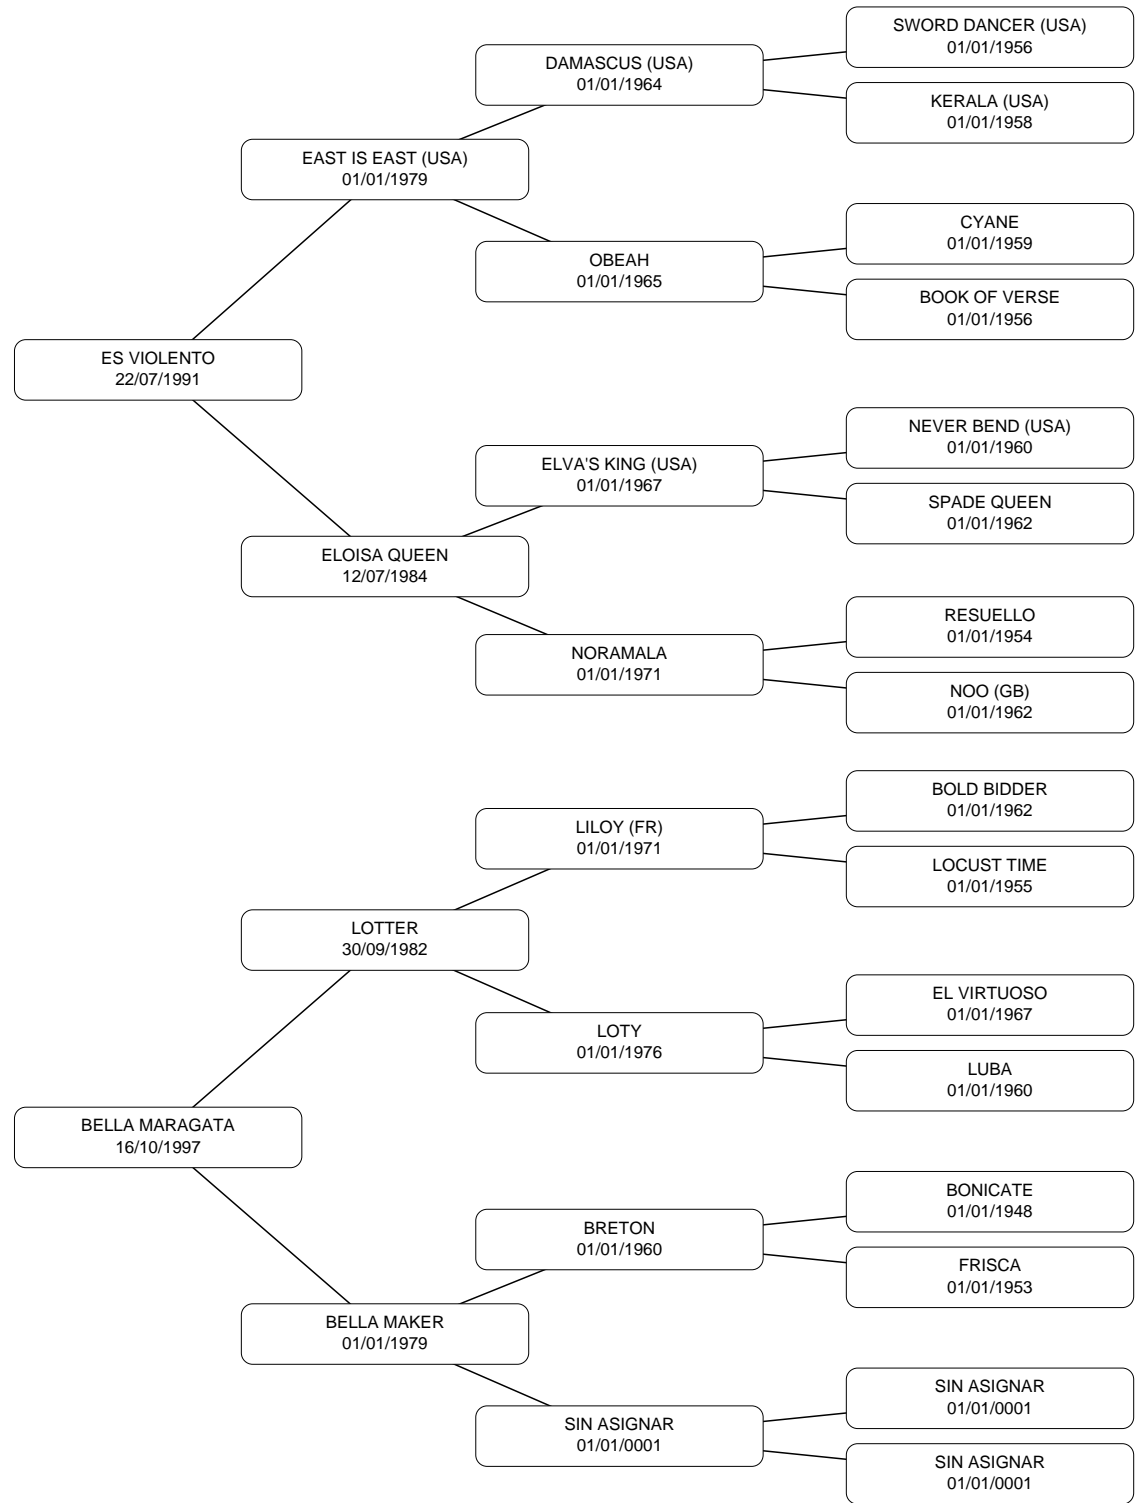 SWORD DANCER (USA)
01/01/1956
DAMASCUS (USA)
01/01/1964
KERALA (USA)
01/01/1958
EAST IS EAST (USA)
01/01/1979
CYANE
01/01/1959
OBEAH
01/01/1965
BOOK OF VERSE
01/01/1956
ES VIOLENTO
22/07/1991
NEVER BEND (USA)
01/01/1960
ELVA'S KING (USA)
01/01/1967
SPADE QUEEN
01/01/1962
ELOISA QUEEN
12/07/1984
RESUELLO
01/01/1954
NORAMALA
01/01/1971
NOO (GB)
01/01/1962
BOLD BIDDER
01/01/1962
LILOY (FR)
01/01/1971
LOCUST TIME
01/01/1955
LOTTER
30/09/1982
EL VIRTUOSO
01/01/1967
LOTY
01/01/1976
LUBA
01/01/1960
BELLA MARAGATA
16/10/1997
BONICATE
01/01/1948
BRETON
01/01/1960
FRISCA
01/01/1953
BELLA MAKER
01/01/1979
SIN ASIGNAR
01/01/0001
SIN ASIGNAR
01/01/0001
SIN ASIGNAR
01/01/0001